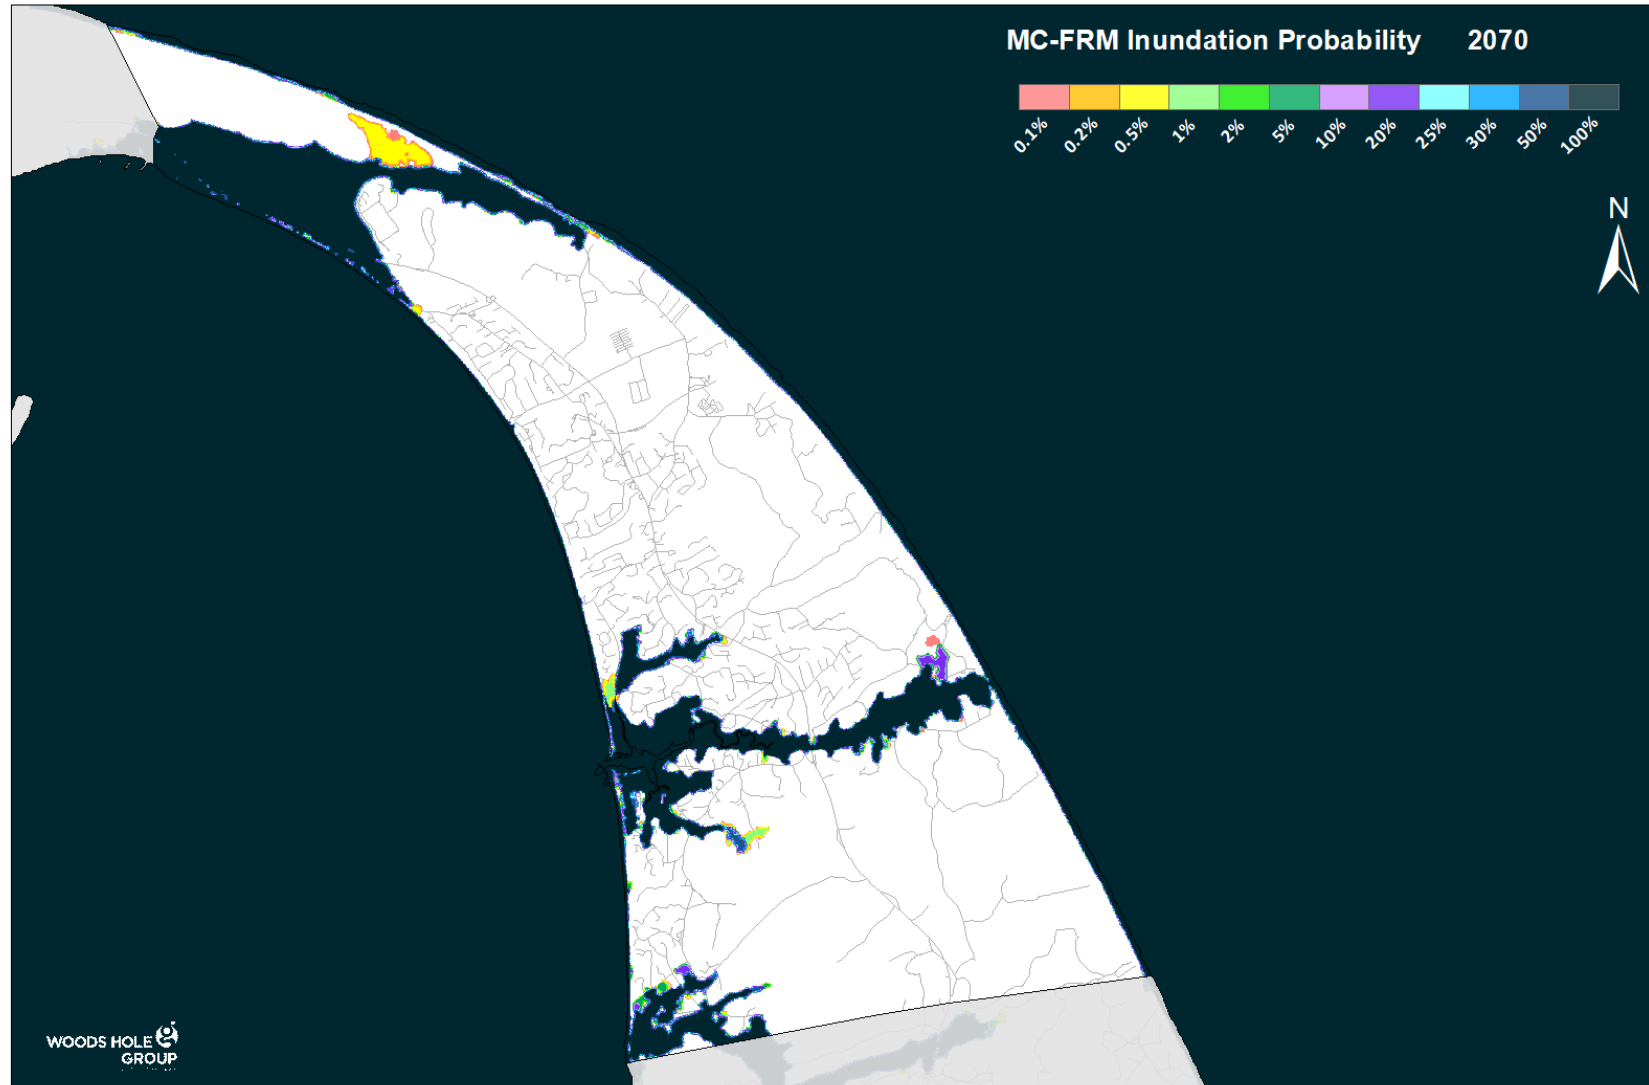 MC-FRM Inundation Probability 2070
0.1% 0.2% 0.5% 1% 2% 5% 10% 20% 25% 30% 50% 100%
N
WOODS HOLE
GROUP